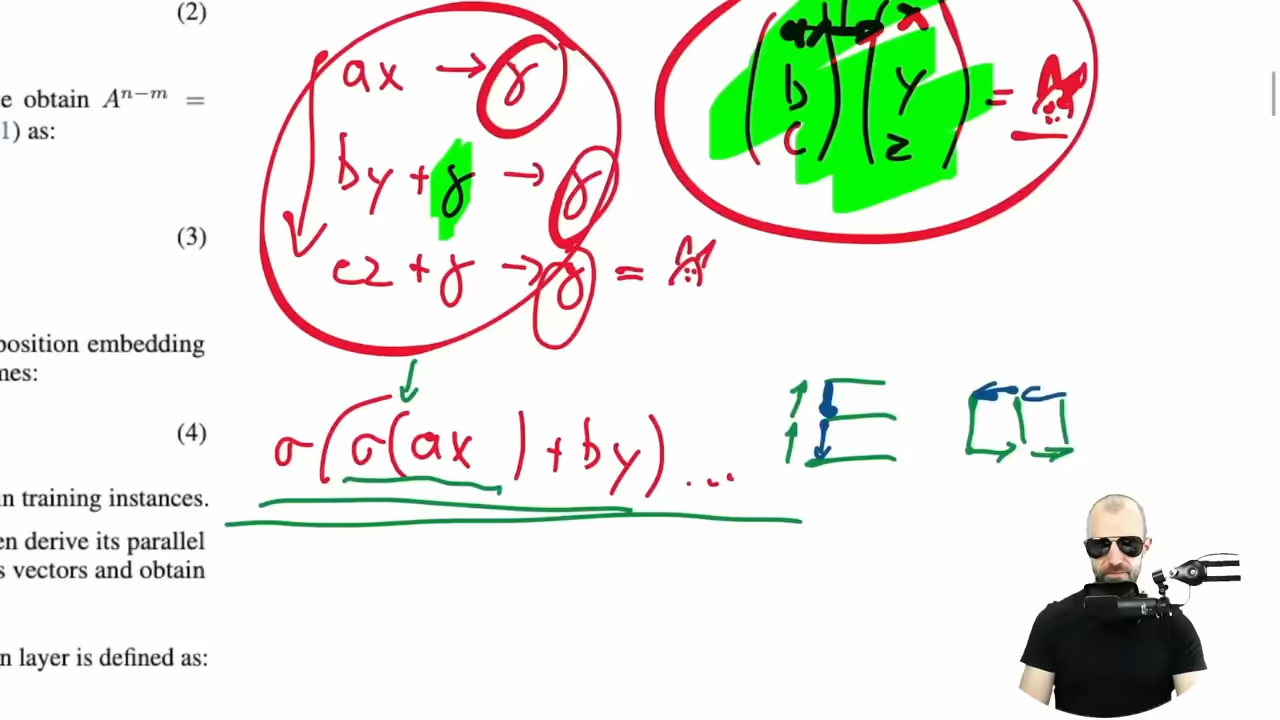 (2)
e obtain Aⁿ⁻ᵐ =
1) as:
(3)
position embedding
mes:
(4)
n training instances.
en derive its parallel
s vectors and obtain
n layer is defined as:
ax → γ
by + γ → γ
cz + γ → γ =
b y =
c z
σ(σ(ax) + by) ...